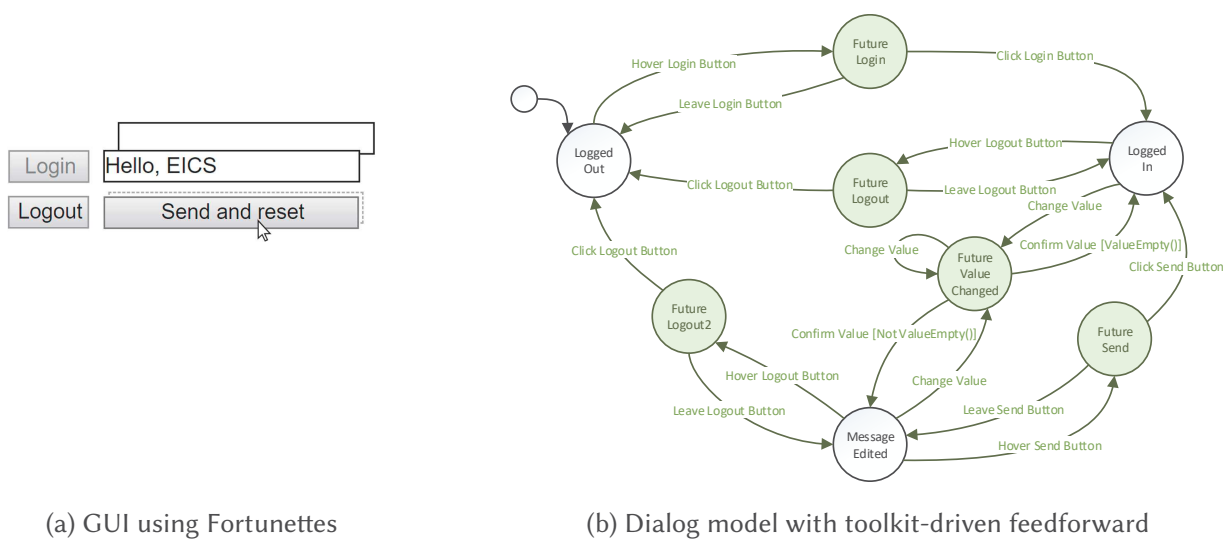 Login
Hello, EICS
Logout
Send and reset
(a) GUI using Fortunettes
Future
Login
Hover Login Button
Click Login Button
Leave Login Button
Logged
Out
Hover Logout Button
Logged
In
Click Logout Button
Future
Logout
Leave Logout Button
Change Value
Change Value
Future
Value
Changed
Confirm Value [ValueEmpty()]
Click Send Button
Click Logout Button
Future
Logout2
Confirm Value [Not ValueEmpty()]
Future
Send
Hover Logout Button
Change Value
Leave Logout Button
Leave Send Button
Message
Edited
Hover Send Button
(b) Dialog model with toolkit-driven feedforward